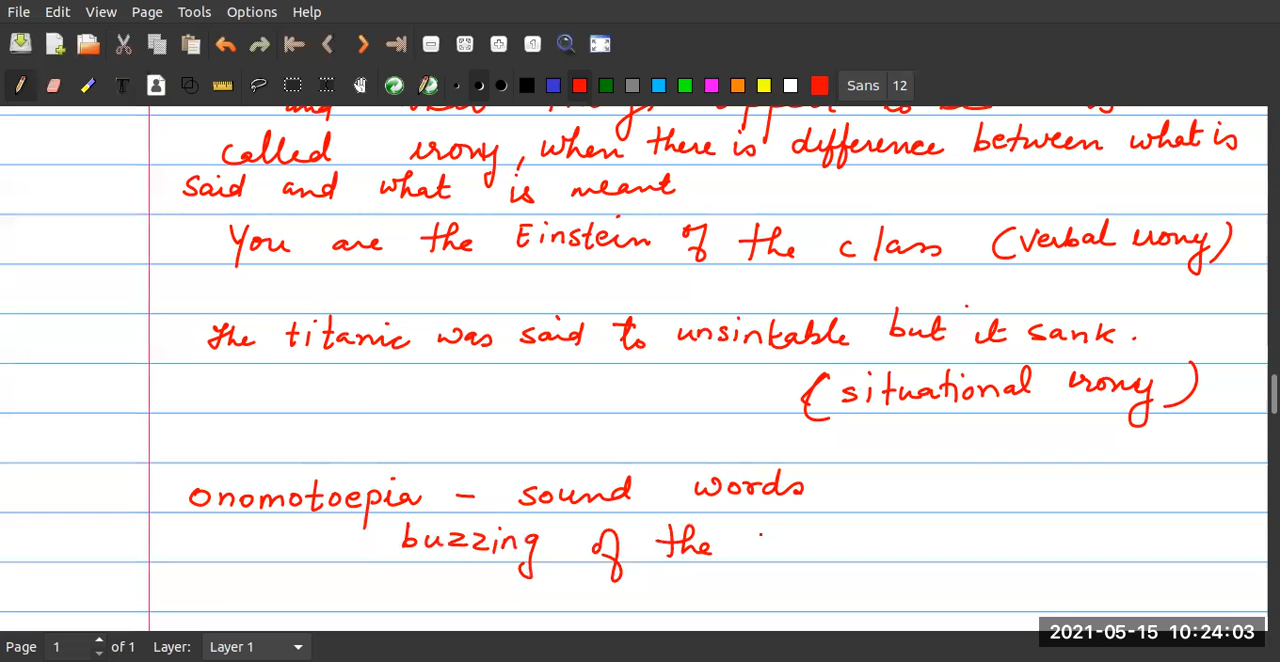 File Edit View Page Tools Options Help
Sans 12
called irony, when there is difference between what is
said and what is meant
You are the Einstein of the class (verbal irony)
The titanic was said to unsinkable but it sank.
(situational irony)
onomotoepia - sound words
buzzing of the
2021-05-15 10:24:03
Page 1 of 1 Layer: Layer 1